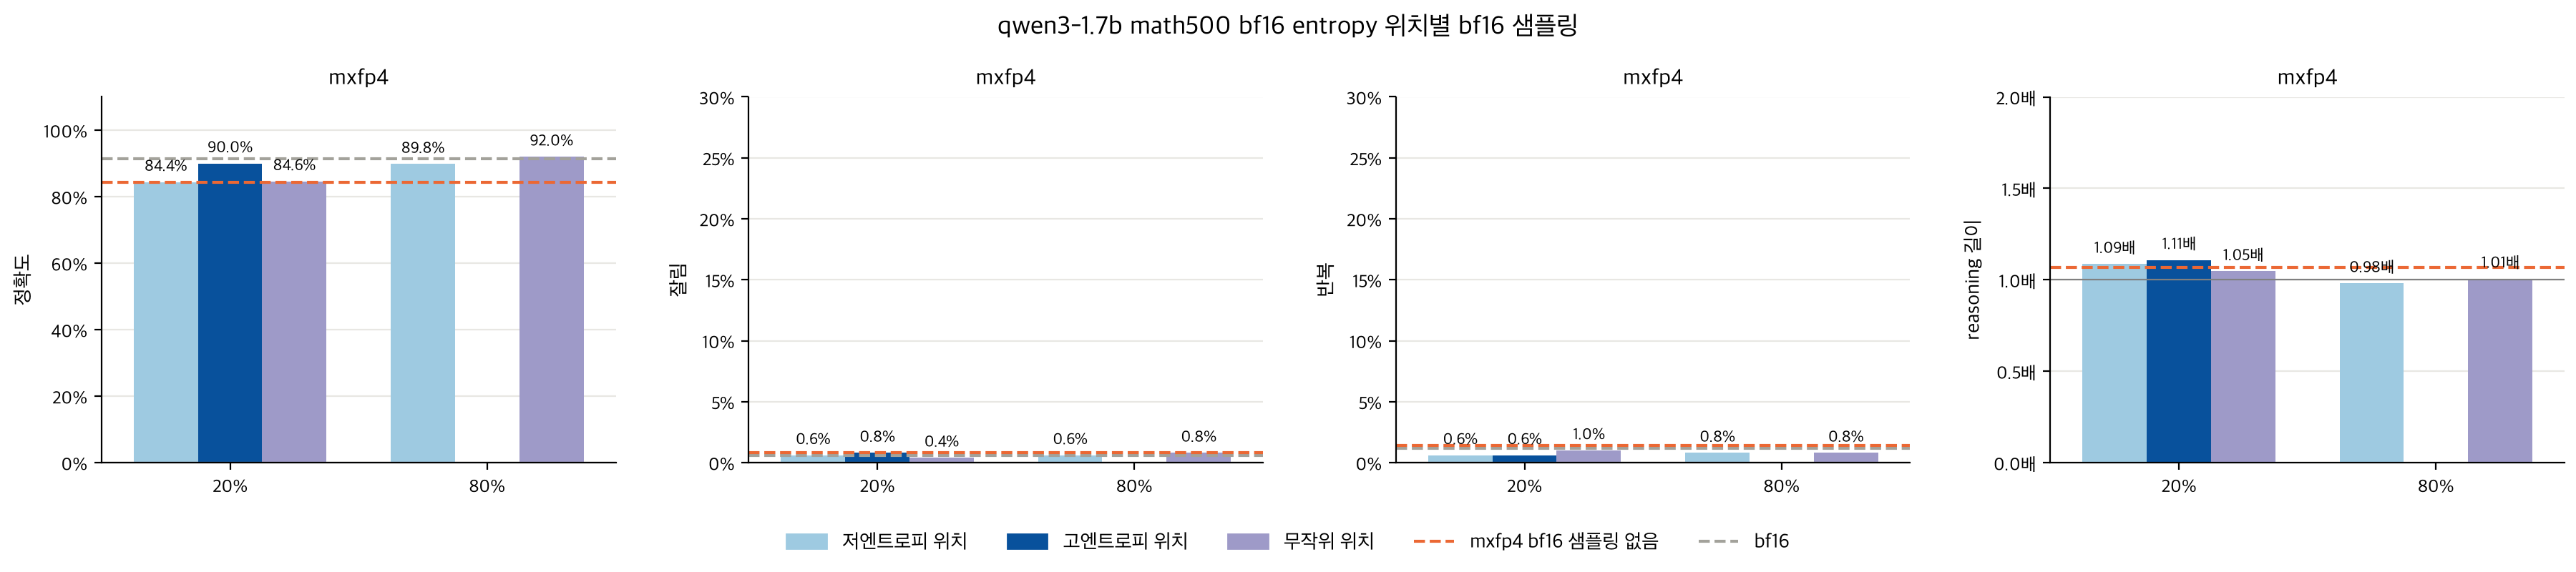 qwen3-1.7b math500 bf16 entropy 위치별 bf16 샘플링
mxfp4
정확도
100%
80%
60%
40%
20%
0%
84.4%
90.0%
84.6%
89.8%
92.0%
20%
80%
mxfp4
잘림
30%
25%
20%
15%
10%
5%
0%
0.6%
0.8%
0.4%
0.6%
0.8%
20%
80%
mxfp4
반복
30%
25%
20%
15%
10%
5%
0%
0.6%
0.6%
1.0%
0.8%
0.8%
20%
80%
mxfp4
reasoning 길이
2.0배
1.5배
1.0배
0.5배
0.0배
1.09배
1.11배
1.05배
0.98배
1.01배
20%
80%
저엔트로피 위치
고엔트로피 위치
무작위 위치
mxfp4 bf16 샘플링 없음
bf16